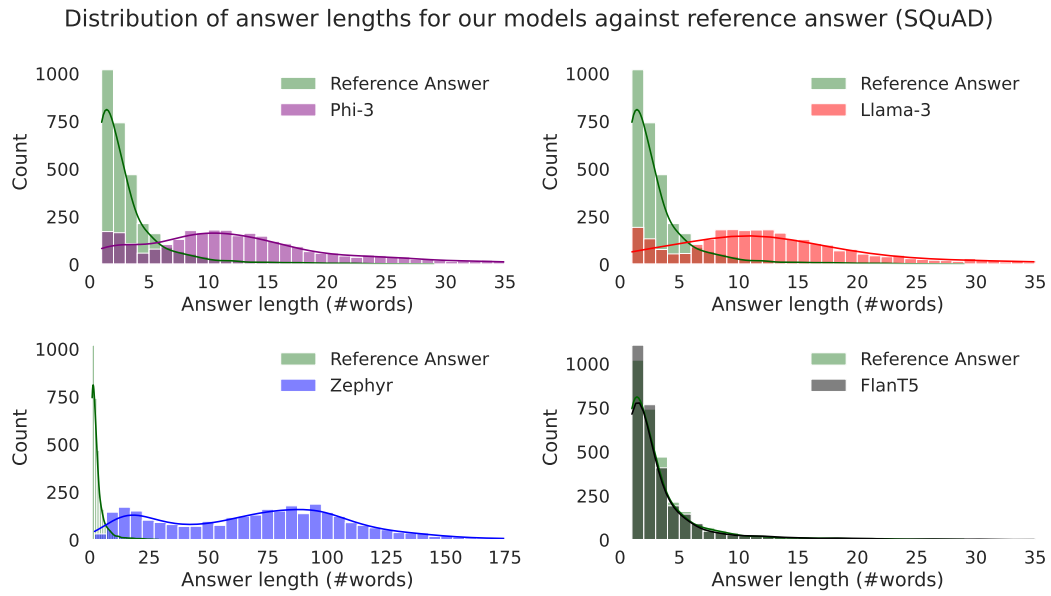 Distribution of answer lengths for our models against reference answer (SQuAD)
1000
750
500
250
0
Count
Reference Answer
Phi-3
0 5 10 15 20 25 30 35
Answer length (#words)
1000
750
500
250
0
Count
Reference Answer
Llama-3
0 5 10 15 20 25 30 35
Answer length (#words)
1000
750
500
250
0
Count
Reference Answer
Zephyr
0 25 50 75 100 125 150 175
Answer length (#words)
1000
750
500
250
0
Count
Reference Answer
FlanT5
0 5 10 15 20 25 30 35
Answer length (#words)